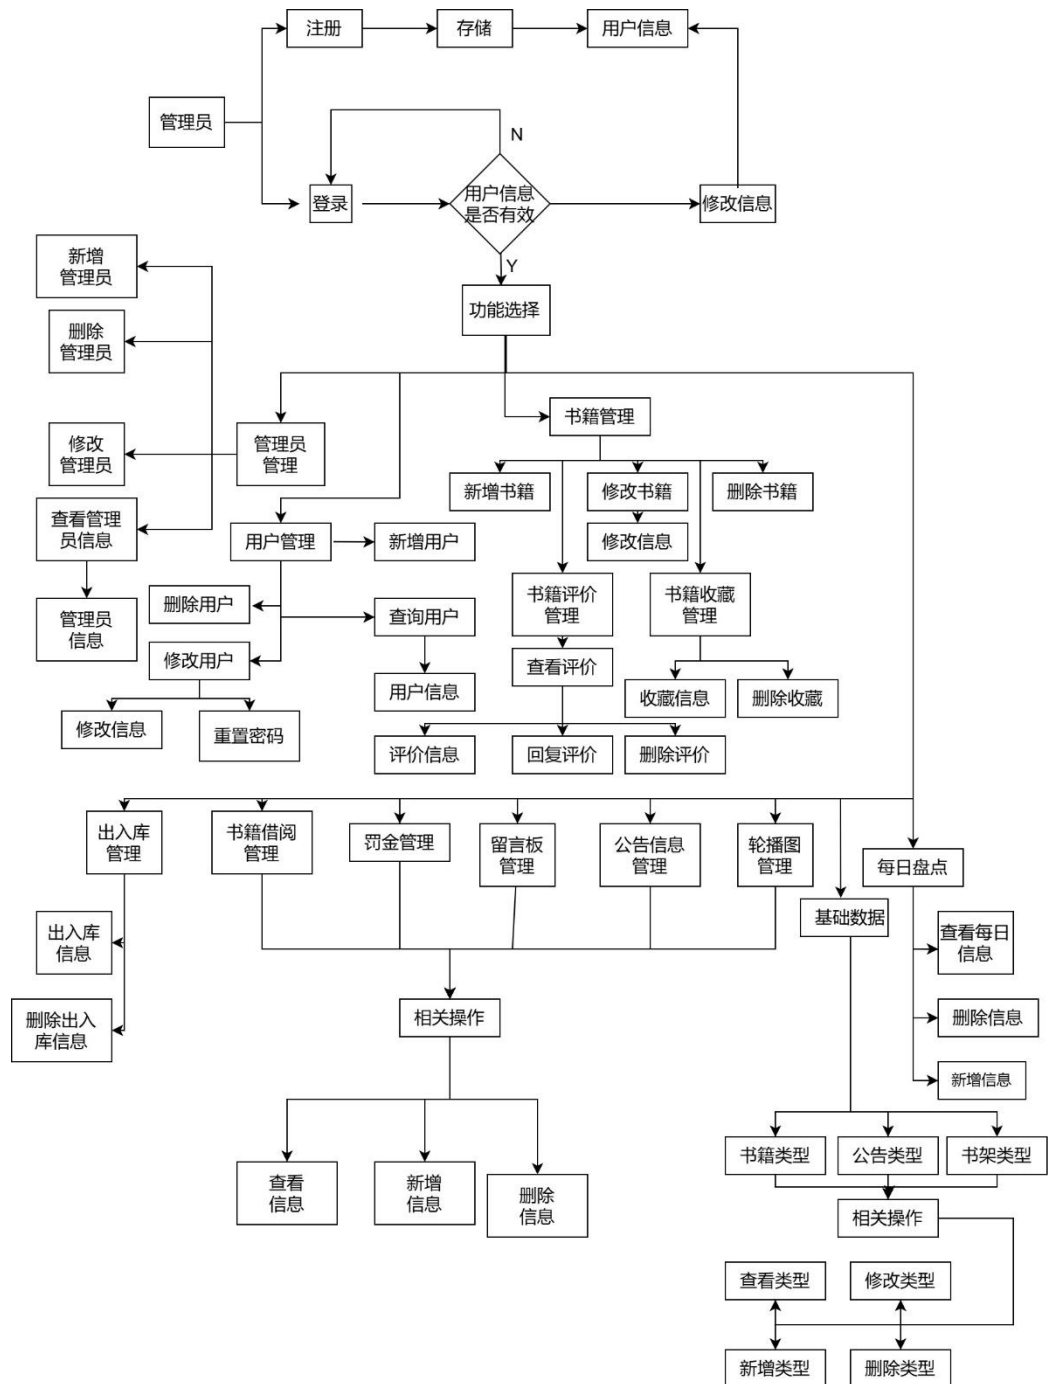 注册
存储
用户信息
管理员
N
登录
用户信息
是否有效
修改信息
Y
新增
管理员
功能选择
删除
管理员
书籍管理
修改
管理员
管理员
管理
新增书籍
修改书籍
删除书籍
查看管理
员信息
用户管理
新增用户
修改信息
书籍评价
管理
书籍收藏
管理
删除用户
查询用户
管理员
信息
修改用户
查看评价
用户信息
收藏信息
删除收藏
修改信息
重置密码
评价信息
回复评价
删除评价
出入库
管理
书籍借阅
管理
罚金管理
留言板
管理
公告信息
管理
轮播图
管理
每日盘点
基础数据
出入库
信息
查看每日
信息
相关操作
删除出入
库信息
删除信息
新增信息
书籍类型
公告类型
书架类型
查看
信息
新增
信息
删除
信息
相关操作
查看类型
修改类型
新增类型
删除类型